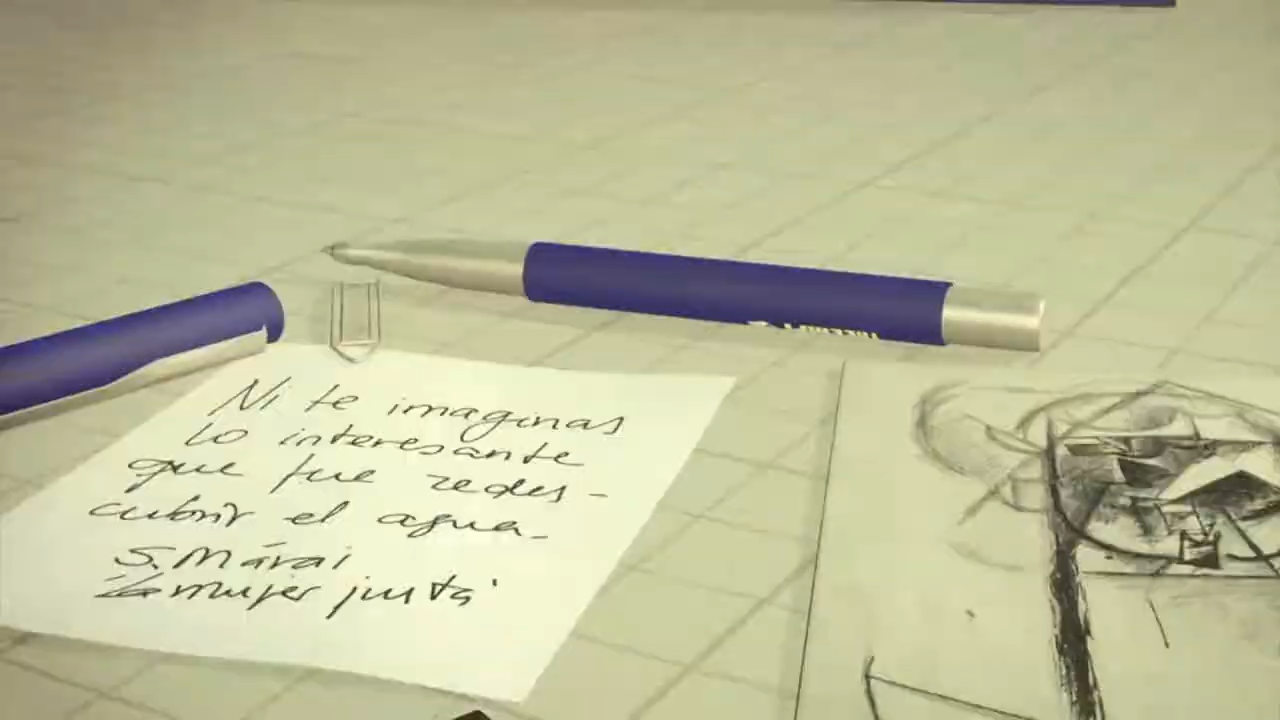 Ni te imaginas
lo interesante
que fue redes-
cubrir el agua.
S. Márai
"La mujer justa"